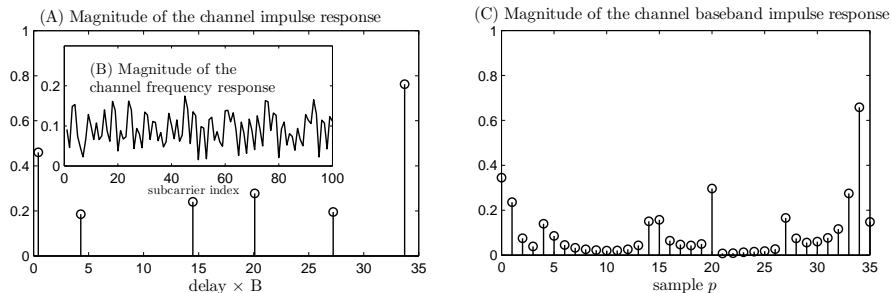 (A) Magnitude of the channel impulse response
1
0.8
0.6
0.4
0.2
0
0 5 10 15 20 25 30 35
delay × B
(B) Magnitude of the
channel frequency response
0.2
0.1
0
0 20 40 60 80 100
subcarrier index
(C) Magnitude of the channel baseband impulse response
1
0.8
0.6
0.4
0.2
0
0 5 10 15 20 25 30 35
sample p